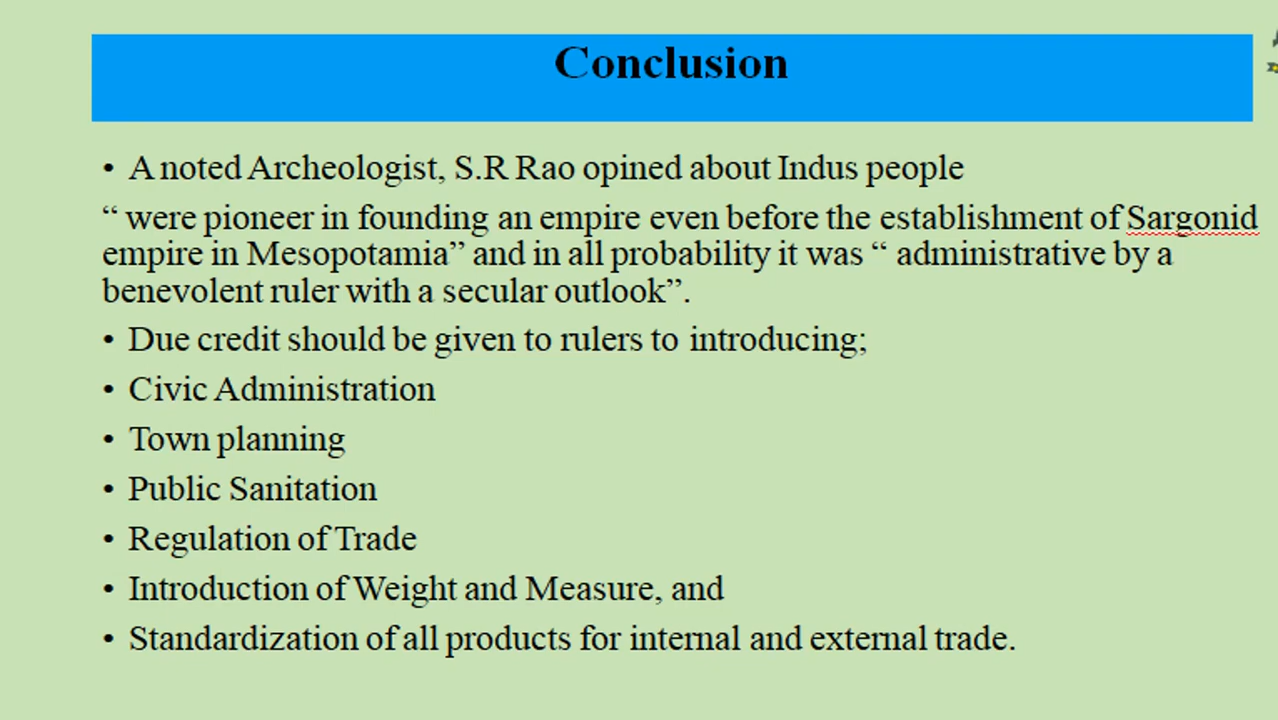 Conclusion
• A noted Archeologist, S.R Rao opined about Indus people
“ were pioneer in founding an empire even before the establishment of Sargonid
empire in Mesopotamia” and in all probability it was “ administrative by a
benevolent ruler with a secular outlook”.
• Due credit should be given to rulers to introducing;
• Civic Administration
• Town planning
• Public Sanitation
• Regulation of Trade
• Introduction of Weight and Measure, and
• Standardization of all products for internal and external trade.